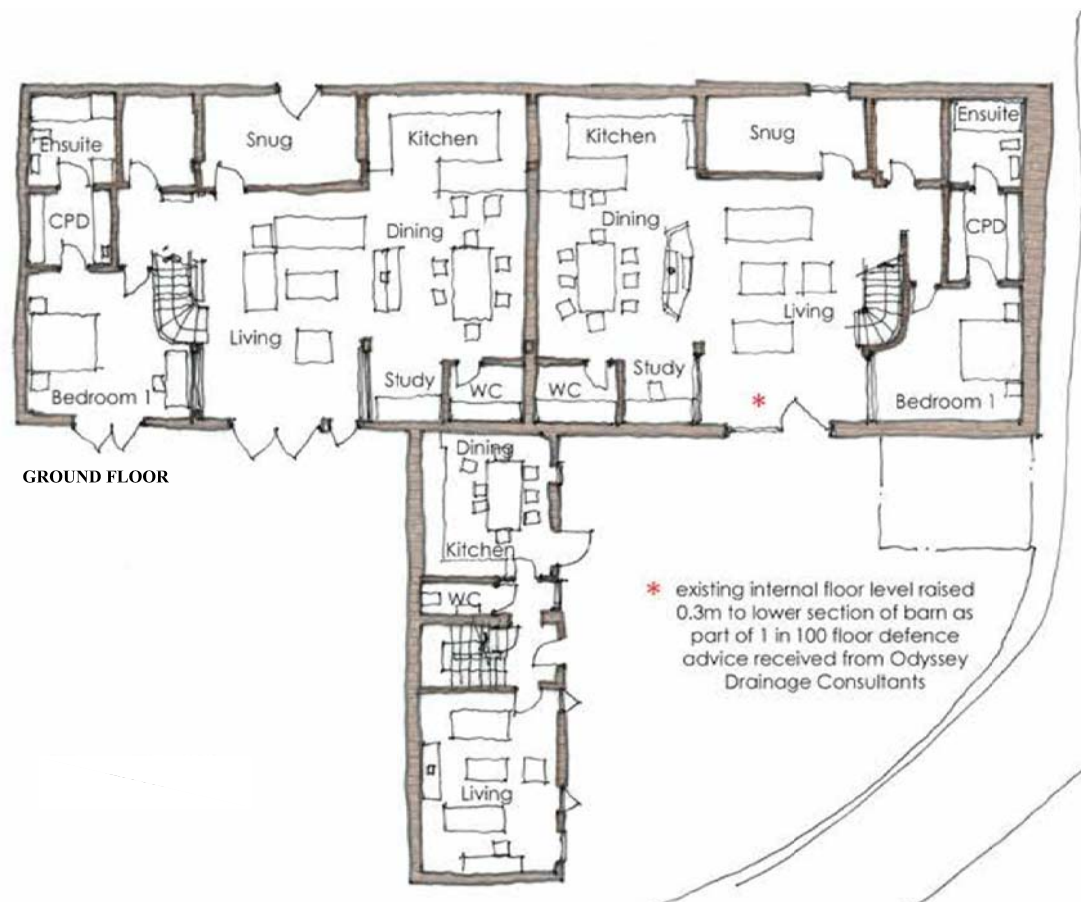 Ensuite
Snug
Kitchen
Kitchen
Snug
Ensuite
CPD
Dining
Dining
CPD
Living
Living
Bedroom 1
Study
WC
WC
Study
*
Bedroom 1
GROUND FLOOR
Dining
Kitchen
WC
Living
* existing internal floor level raised
0.3m to lower section of barn as
part of 1 in 100 floor defence
advice received from Odyssey
Drainage Consultants